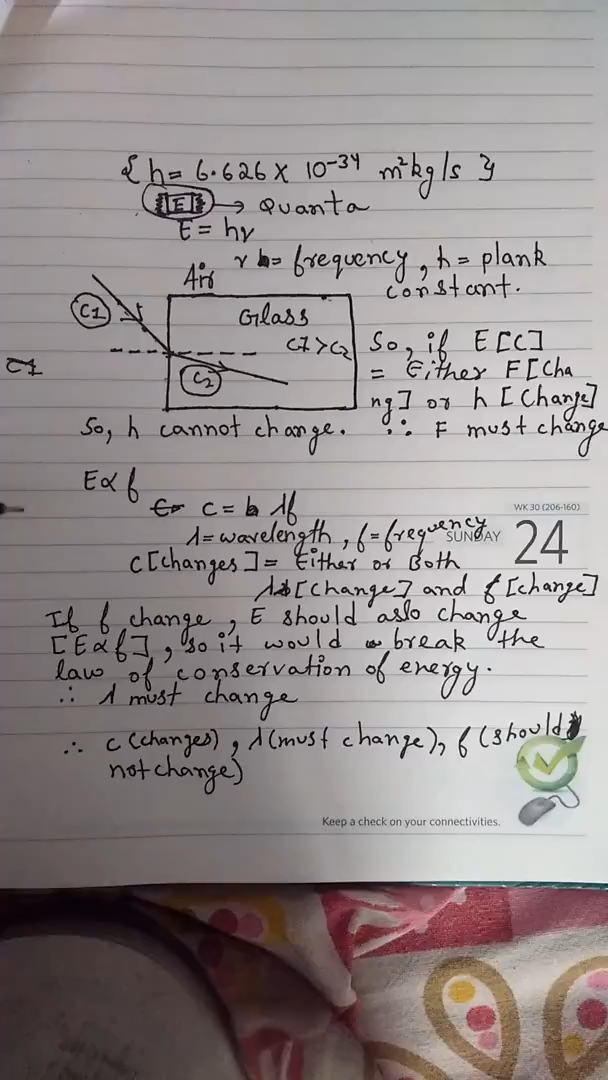 { h = 6.626 × 10⁻³⁴ m²kg/s }
E → Quanta
E = hν
ν = frequency, h = plank
constant.
Air
C1
Glass
C1 > C2
C2
So, if E[C]
= Either F[Cha
ng] or h [Change]
So, h cannot change. ∴ F must change
E∝f
c = λf
λ = wavelength, f = frequency
c[changes] = Either or Both
λ [Change] and f [change]
WK 30 (206-160)
SUNDAY 24
If f change, E should aslo change
[E∝f], so it would break the
law of conservation of energy.
∴ λ must change
∴ c (changes), λ (must change), f (should
not change)
Keep a check on your connectivities.